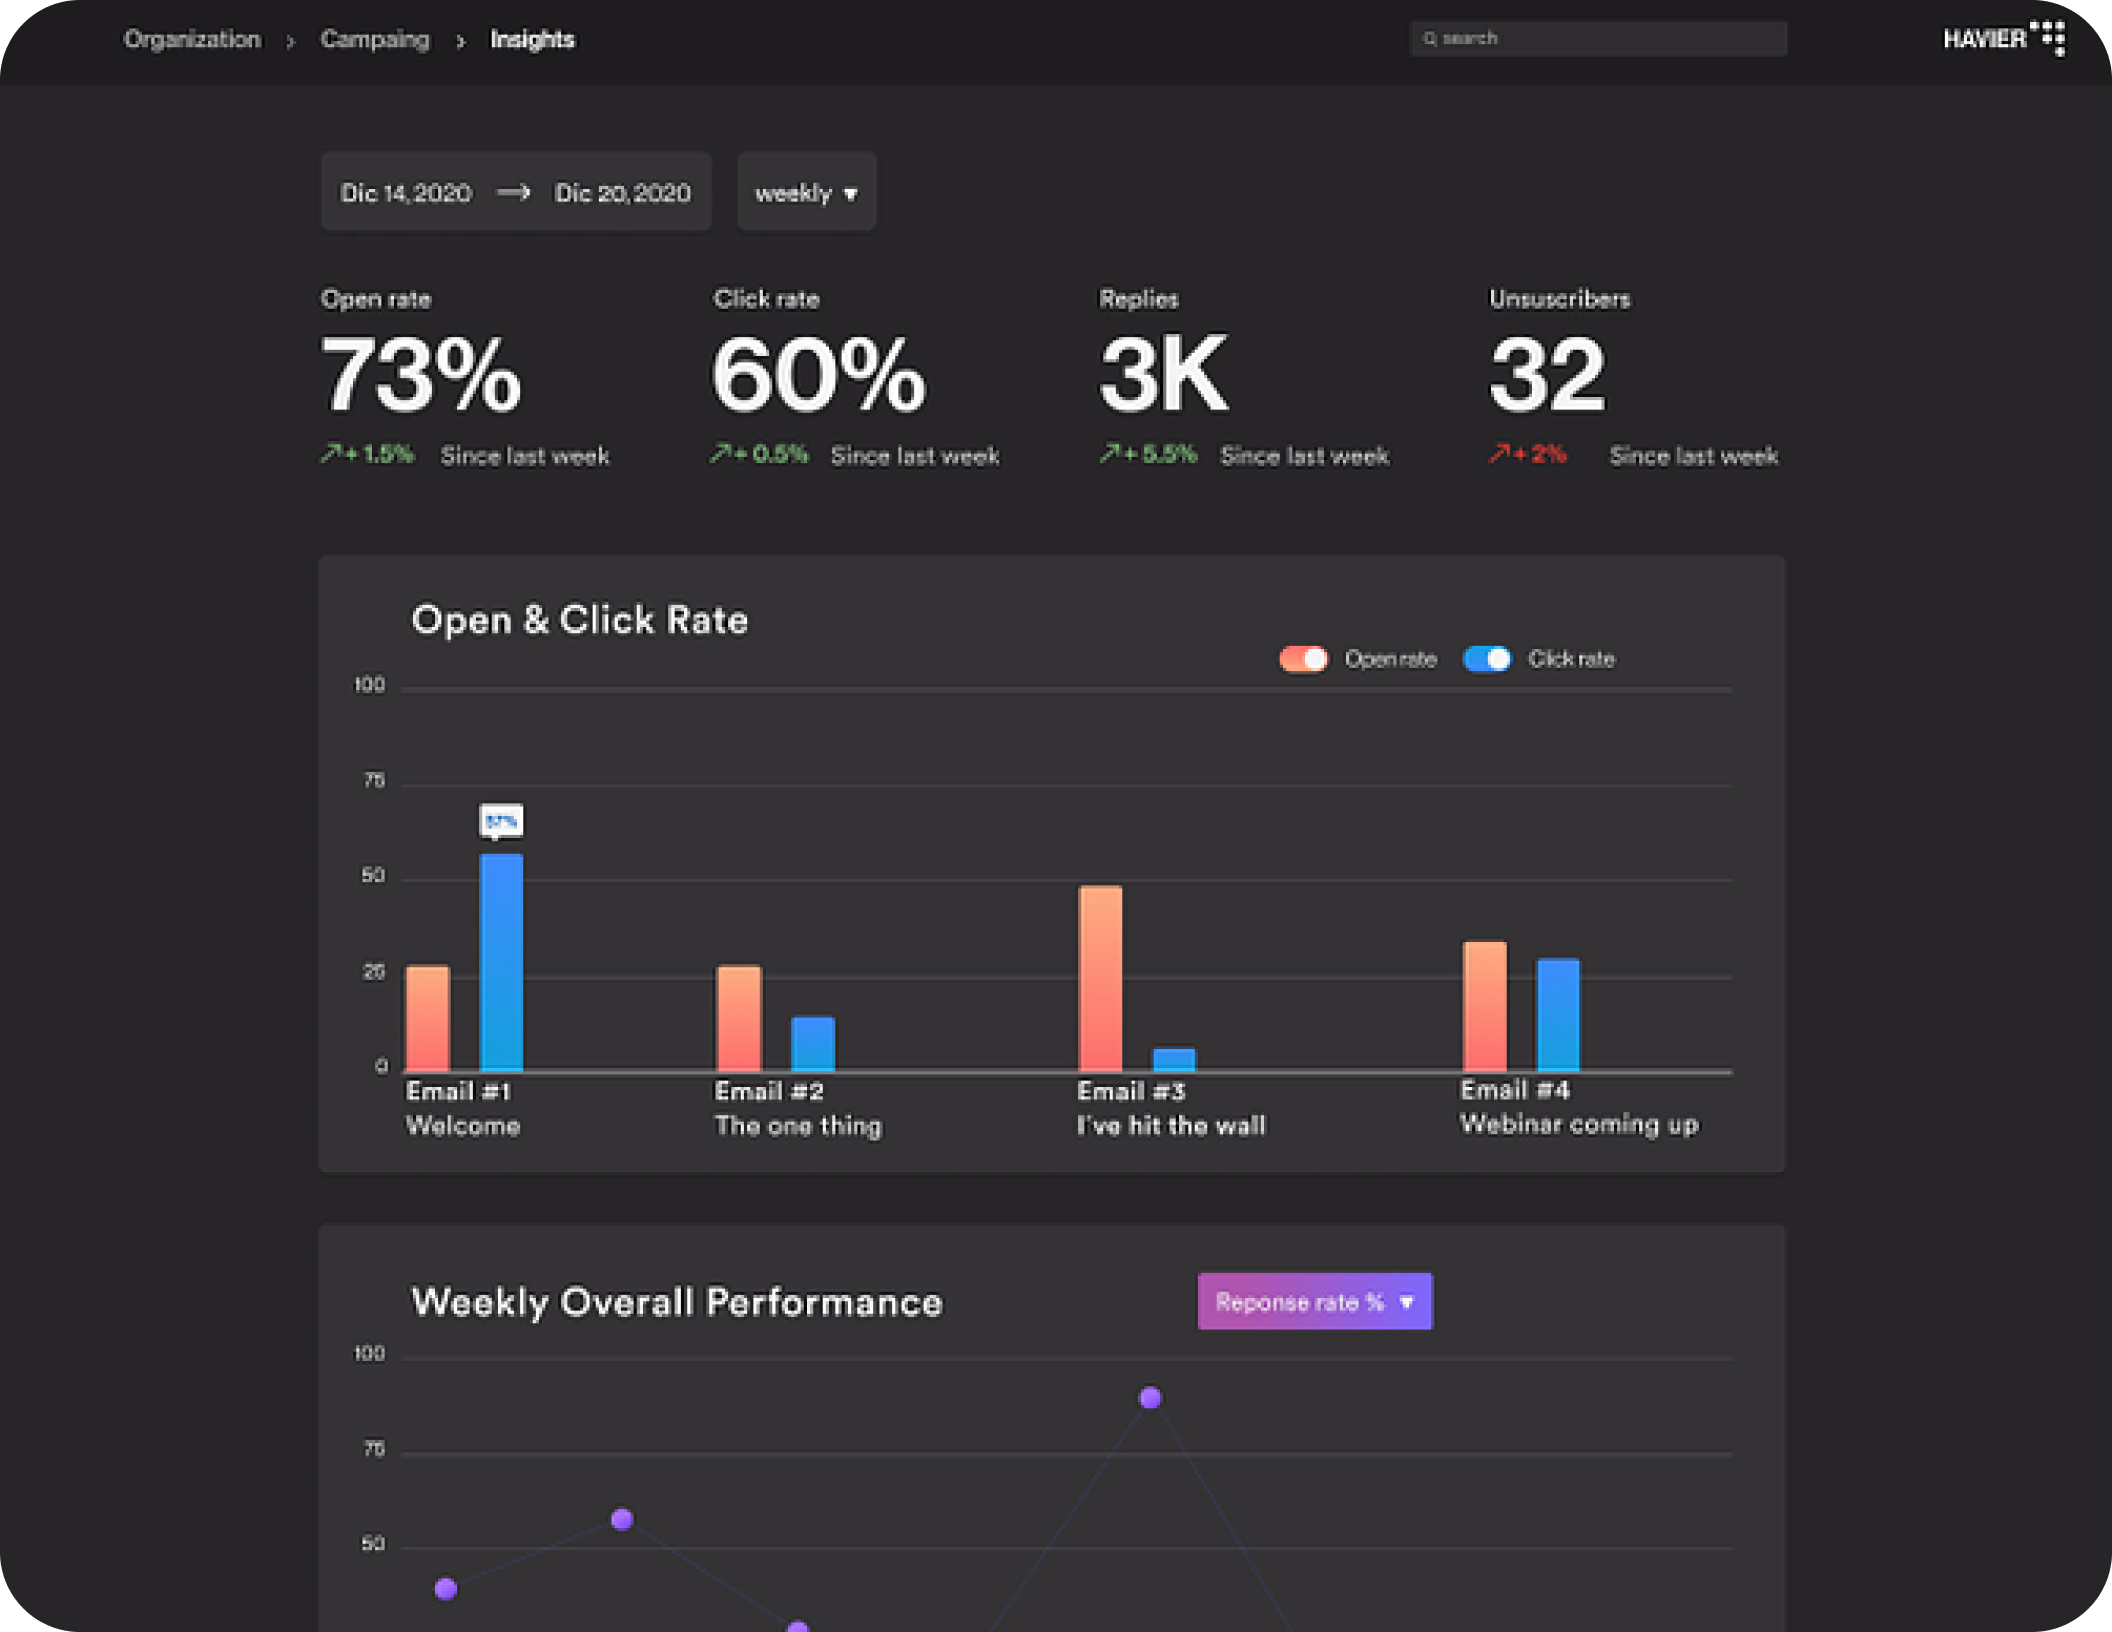 Organization > Campaing > Insights
search
HAVIER
Dic 14, 2020 → Dic 20, 2020
weekly ▼
Open rate
73%
↗+ 1.5% Since last week
Click rate
60%
↗+ 0.5% Since last week
Replies
3K
↗+ 5.5% Since last week
Unsuscribers
32
↗+ 2% Since last week
Open & Click Rate
Open rate
Click rate
100
75
50
25
0
57%
Email #1
Welcome
Email #2
The one thing
Email #3
I've hit the wall
Email #4
Webinar coming up
Weekly Overall Performance
Reponse rate % ▼
100
75
50